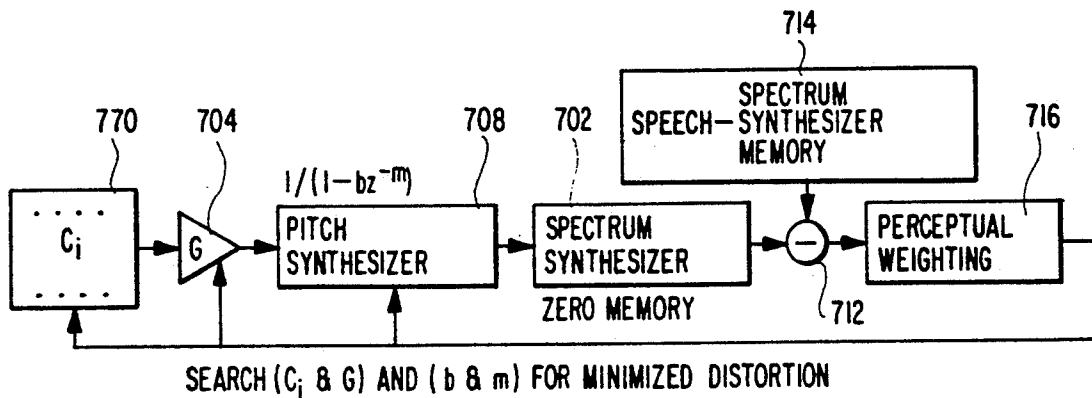 714
SPECTRUM
SPEECH-SYNTHESIZER
MEMORY
770
704
708
702
716
1/(1-bz⁻ᵐ)
Cᵢ
G
PITCH
SYNTHESIZER
SPECTRUM
SYNTHESIZER
−
PERCEPTUAL
WEIGHTING
ZERO MEMORY
712
SEARCH (Cᵢ & G) AND (b & m) FOR MINIMIZED DISTORTION